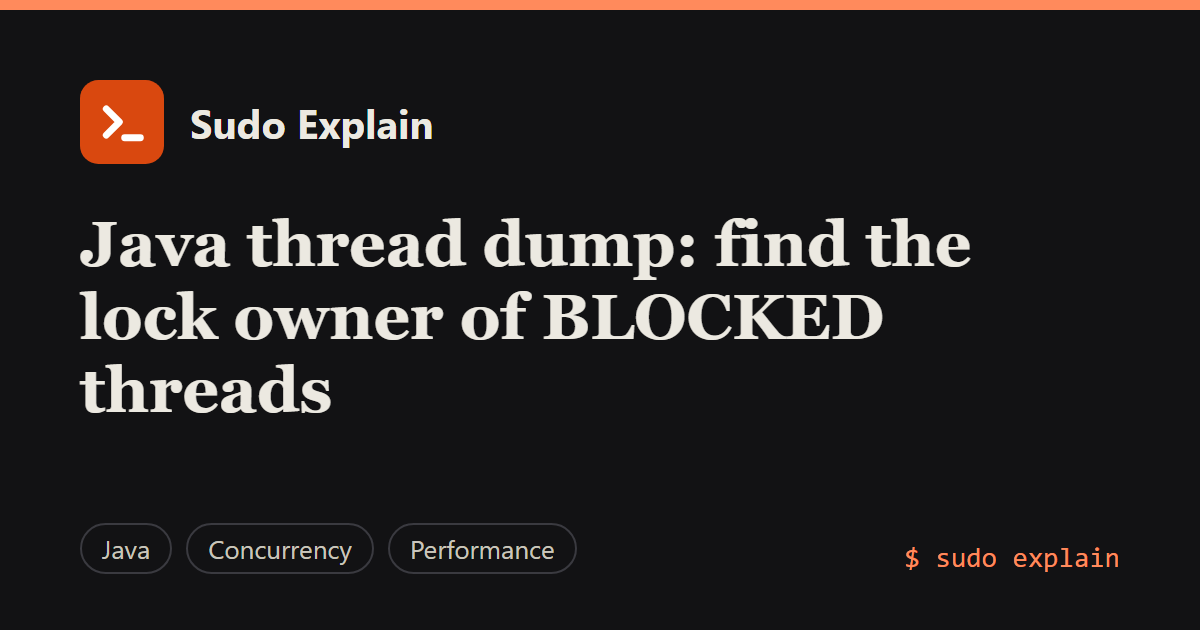 Sudo Explain
Java thread dump: find the
lock owner of BLOCKED
threads
Java
Concurrency
Performance
$ sudo explain